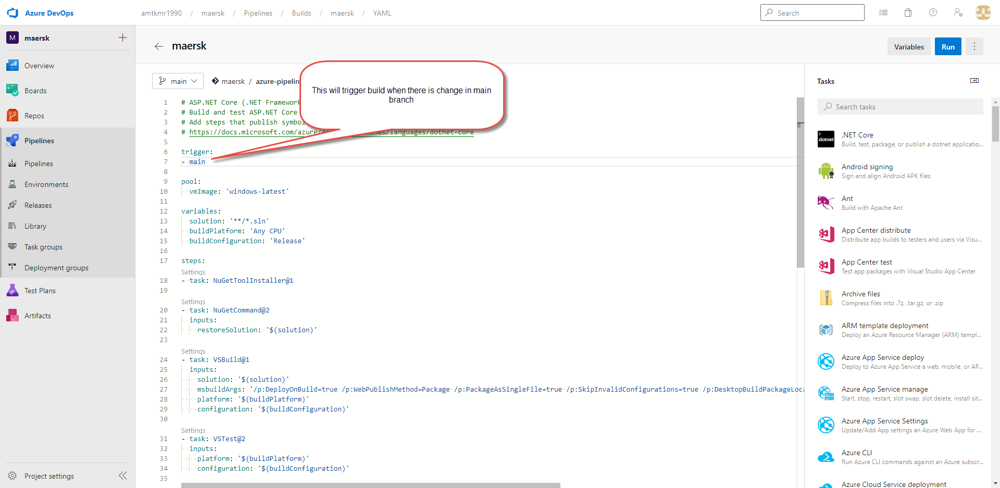 Azure DevOps
amtkmr1990 / maersk / Pipelines / Builds / maersk / YAML
Search
M maersk
Overview
Boards
Repos
Pipelines
Pipelines
Environments
Releases
Library
Task groups
Deployment groups
Test Plans
Artifacts
Project settings
maersk
Variables
Run
main
maersk / azure-pipelin
This will trigger build when there is change in main
branch
1 # ASP.NET Core (.NET Framework
2 # Build and test ASP.NET Core
3 # Add steps that publish symbo
4 # https://docs.microsoft.com/azure/ /languages/dotnet-core
5
6 trigger:
7 - main
8
9 pool:
10 vmImage: 'windows-latest'
11
12 variables:
13 solution: '**/*.sln'
14 buildPlatform: 'Any CPU'
15 buildConfiguration: 'Release'
16
17 steps:
Settings
18 - task: NuGetToolInstaller@1
19
Settings
20 - task: NuGetCommand@2
21 inputs:
22 restoreSolution: '$(solution)'
23
Settings
24 - task: VSBuild@1
25 inputs:
26 solution: '$(solution)'
27 msbuildArgs: '/p:DeployOnBuild=true /p:WebPublishMethod=Package /p:PackageAsSingleFile=true /p:SkipInvalidConfigurations=true /p:DesktopBuildPackageLoca
28 platform: '$(buildPlatform)'
29 configuration: '$(buildConfiguration)'
30
Settings
31 - task: VSTest@2
32 inputs:
33 platform: '$(buildPlatform)'
34 configuration: '$(buildConfiguration)'
35
Tasks
Search tasks
dotnet
.NET Core
Build, test, package, or publish a dotnet applicatio...
Android signing
Sign and align Android APK files
Ant
Build with Apache Ant
App Center distribute
Distribute app builds to testers and users via Visu...
App Center test
Test app packages with Visual Studio App Center
Archive files
Compress files into .7z, .tar.gz, or .zip
ARM template deployment
Deploy an Azure Resource Manager (ARM) templ...
Azure App Service deploy
Deploy to Azure App Service a web, mobile, or AP...
Azure App Service manage
Start, stop, restart, slot swap, slot delete, install sit...
Azure App Service Settings
Update/Add App settings an Azure Web App for ...
Azure CLI
Run Azure CLI commands against an Azure subscr...
Azure Cloud Service deployment